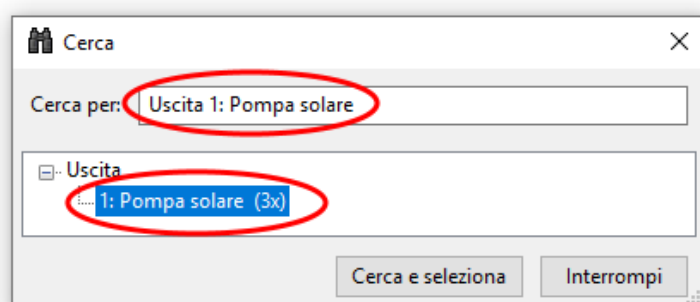 Cerca
Cerca per: Uscita 1: Pompa solare
Uscita
1: Pompa solare (3x)
Cerca e seleziona Interrompi